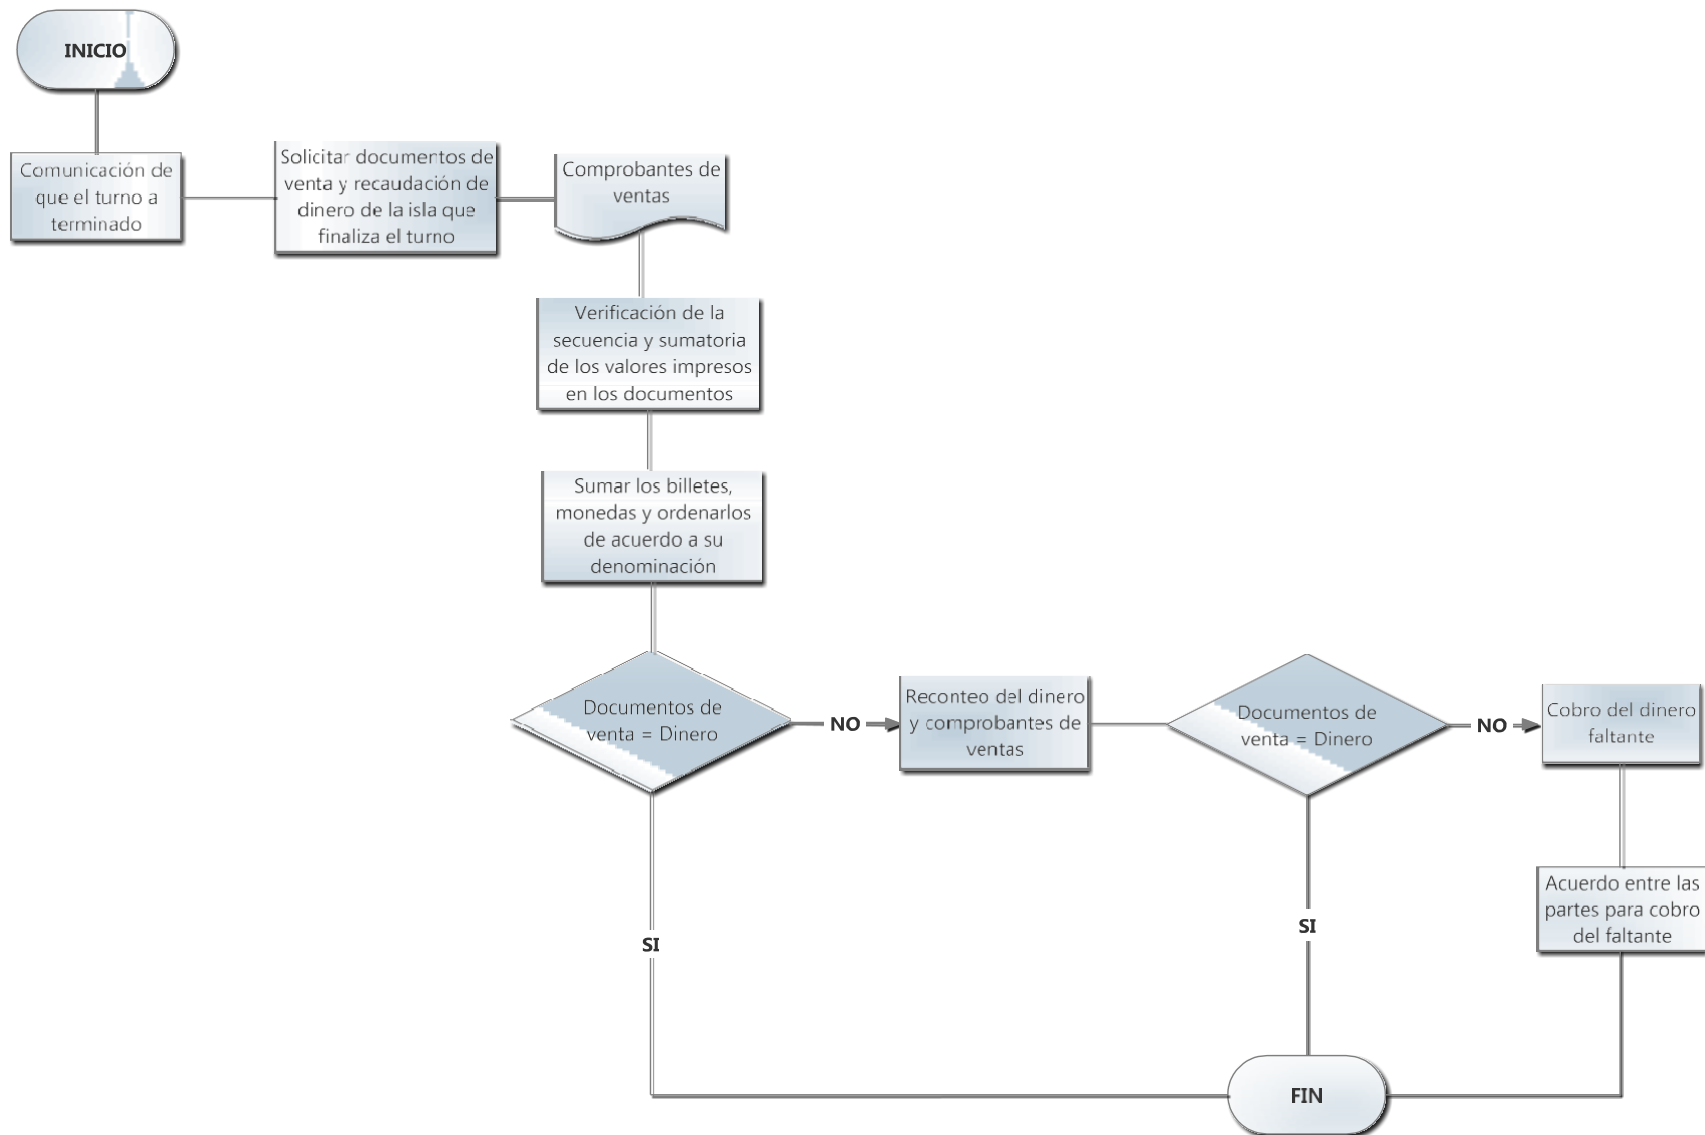 INICIO
Comunicación de
que el turno a
terminado
Solicitar documentos de
venta y recaudación de
dinero de la isla que
finaliza el turno
Comprobantes de
ventas
Verificación de la
secuencia y sumatoria
de los valores impresos
en los documentos
Sumar los billetes,
monedas y ordenarlos
de acuerdo a su
denominación
Documentos de
venta = Dinero
NO
Reconteo del dinero
y comprobantes de
ventas
Documentos de
venta = Dinero
NO
Cobro del dinero
faltante
Acuerdo entre las
partes para cobro
del faltante
SI
SI
FIN